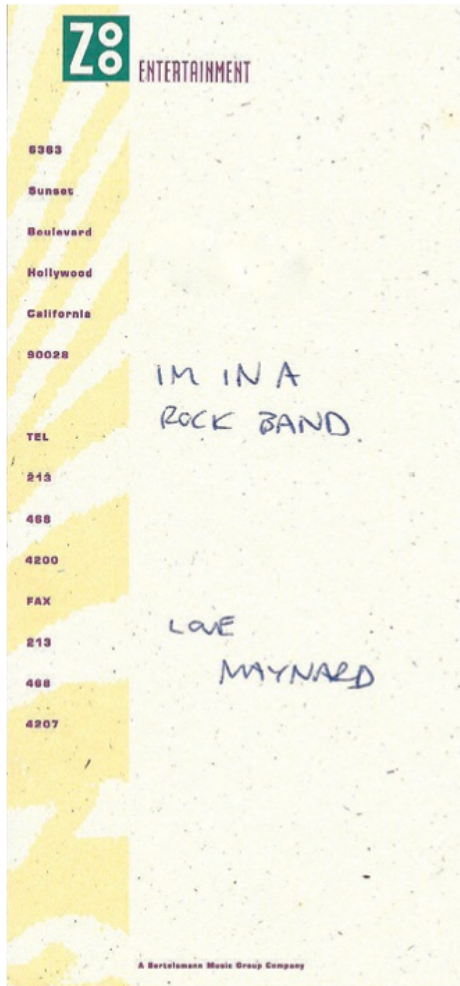 ZOO
ENTERTAINMENT
6363
Sunset
Boulevard
Hollywood
California
90028
TEL
213
468
4200
FAX
213
468
4207
IM IN A
ROCK BAND
LOVE
MAYNARD
A Bertelsmann Music Group Company